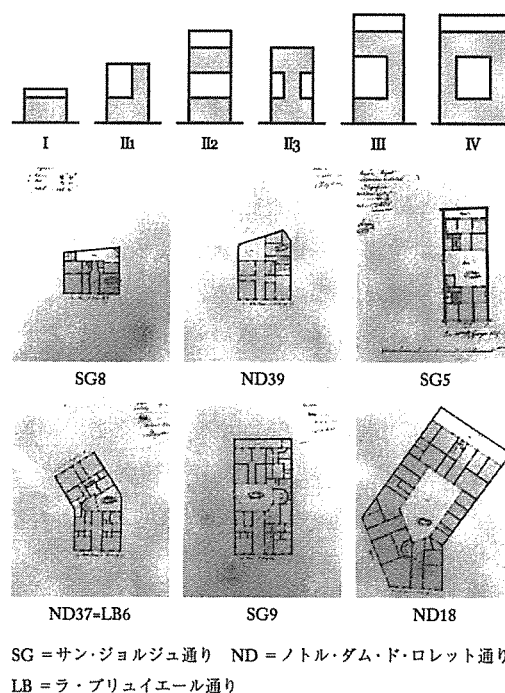 I II1 II2 II3 III IV
SG8 ND39 SG5
ND37=LB6 SG9 ND18
SG =サン・ジョルジュ通り ND =ノトル・ダム・ド・ロレット通り
LB =ラ・ブリュイエール通り